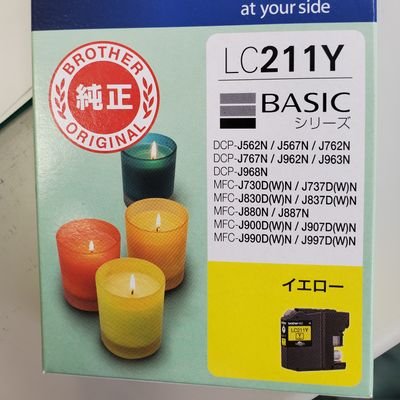 at your side
BROTHER
純正
ORIGINAL
LC211Y
BASIC
シリーズ
DCP-J562N / J567N / J762N
DCP-J767N / J962N / J963N
DCP-J968N
MFC-J730D(W)N / J737D(W)N
MFC-J830D(W)N / J837D(W)N
MFC-J880N / J887N
MFC-J900D(W)N / J907D(W)N
MFC-J990D(W)N / J997D(W)N
イエロー
LC211Y
Y